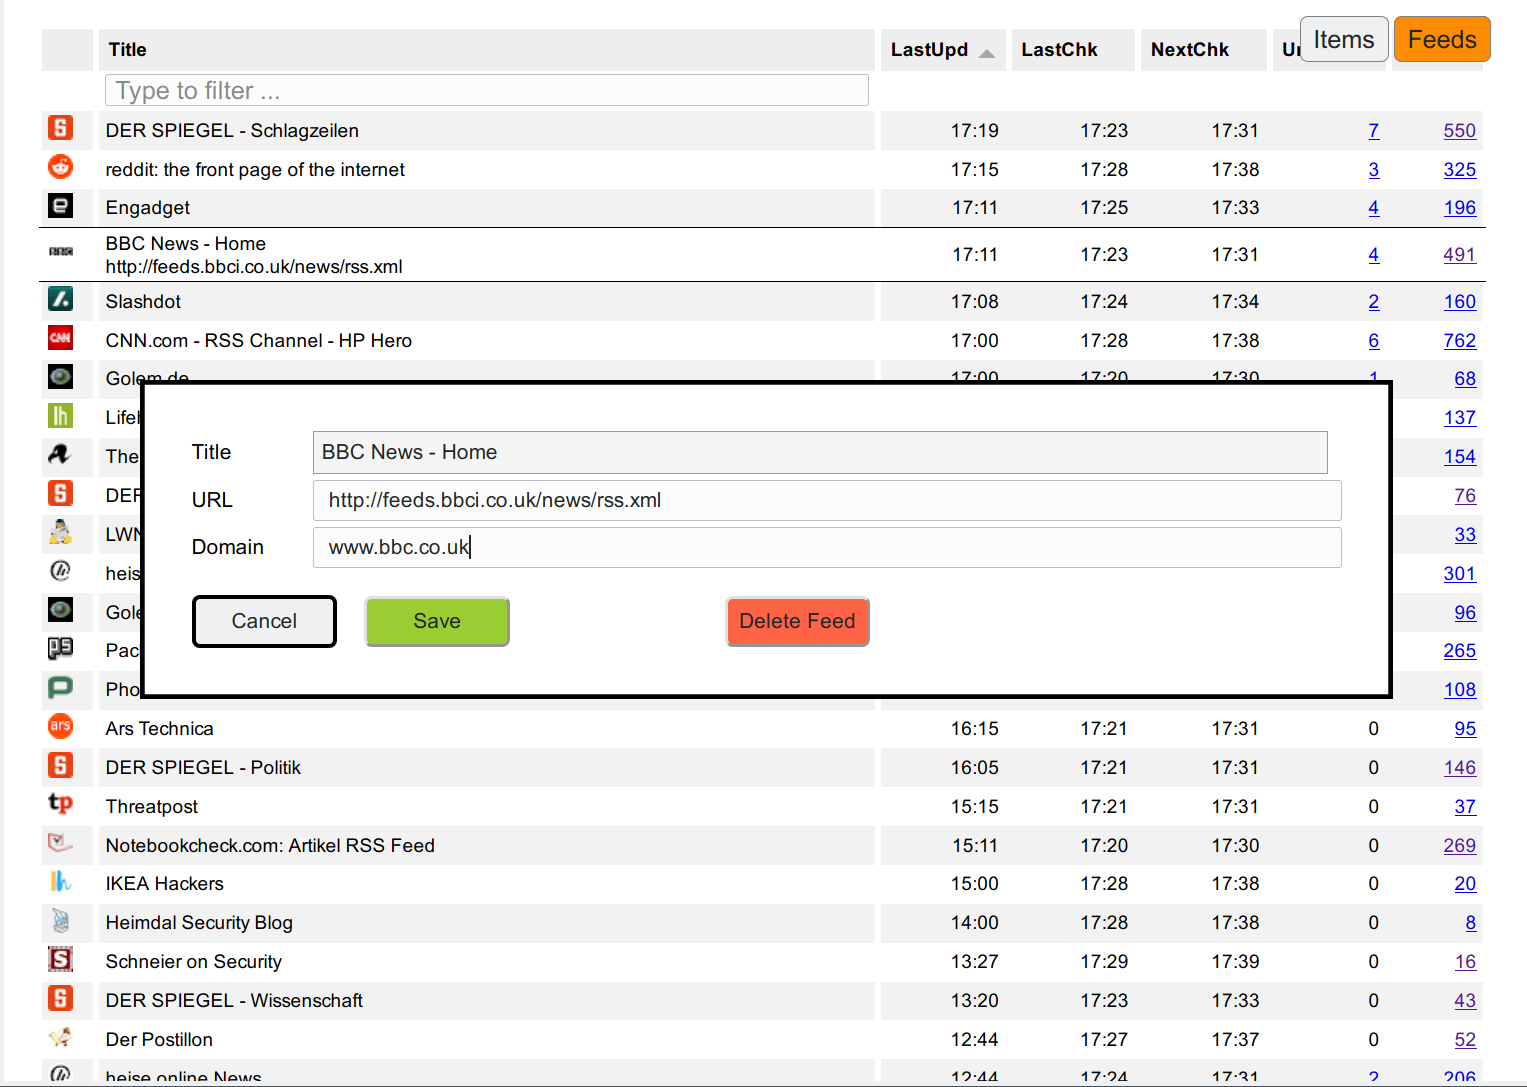 Items Feeds
Title LastUpd LastChk NextChk
Type to filter ...
DER SPIEGEL - Schlagzeilen 17:19 17:23 17:31 7 550
reddit: the front page of the internet 17:15 17:28 17:38 3 325
Engadget 17:11 17:25 17:33 4 196
BBC News - Home
http://feeds.bbci.co.uk/news/rss.xml 17:11 17:23 17:31 4 491
Slashdot 17:08 17:24 17:34 2 160
CNN.com - RSS Channel - HP Hero 17:00 17:28 17:38 6 762
Golem.de 17:00 17:20 17:30 1 68
137
The 154
DER 76
LWN 33
heis 301
Gole 96
Pac 265
Pho 108
Title BBC News - Home
URL http://feeds.bbci.co.uk/news/rss.xml
Domain www.bbc.co.uk
Cancel Save Delete Feed
Ars Technica 16:15 17:21 17:31 0 95
DER SPIEGEL - Politik 16:05 17:21 17:31 0 146
Threatpost 15:15 17:21 17:31 0 37
Notebookcheck.com: Artikel RSS Feed 15:11 17:20 17:30 0 269
IKEA Hackers 15:00 17:28 17:38 0 20
Heimdal Security Blog 14:00 17:28 17:38 0 8
Schneier on Security 13:27 17:29 17:39 0 16
DER SPIEGEL - Wissenschaft 13:20 17:23 17:33 0 43
Der Postillon 12:44 17:27 17:37 0 52
heise online News 12:44 17:24 17:31 2 206